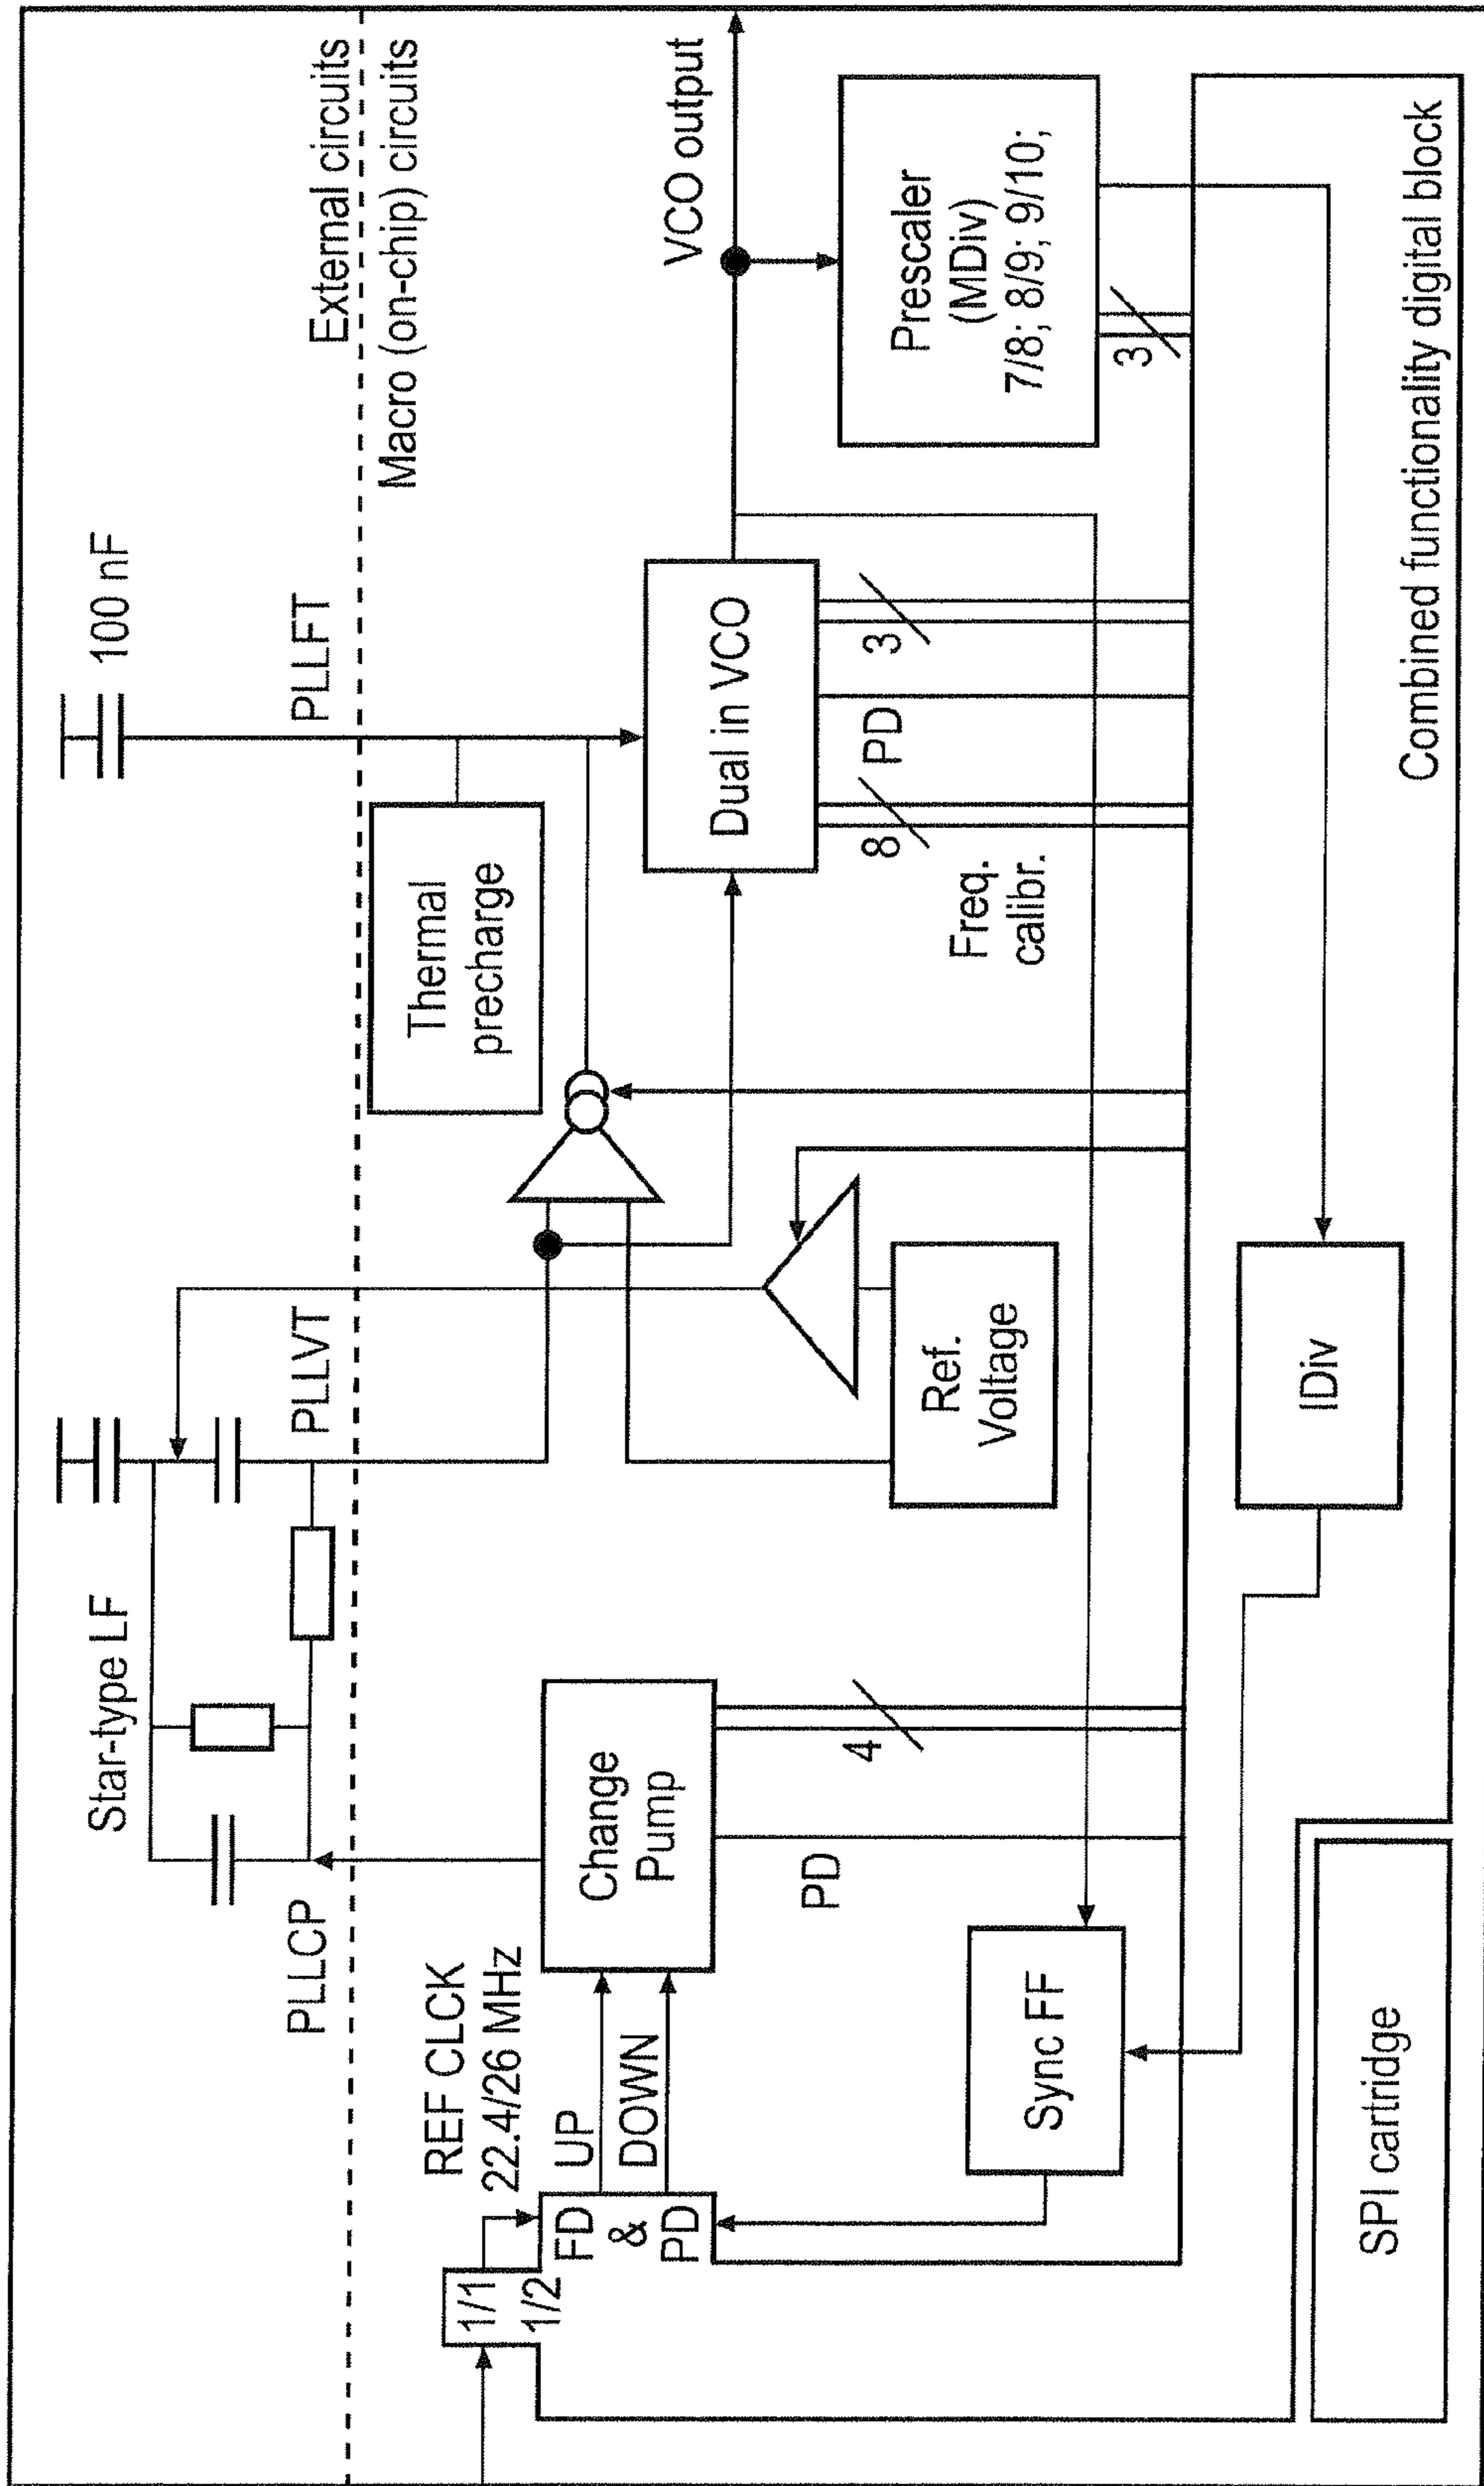 External circuits
Macro (on-chip) circuits
Star-type LF
100 nF
PLLCP
PLLVT
PLLFT
REF CLCK
22.4/26 MHz
1/1
1/2
FD
&
PD
UP
DOWN
Change
Pump
PD
4
Thermal
precharge
Ref.
Voltage
Dual in VCO
8
PD
3
Freq.
calibr.
VCO output
Prescaler
(MDiv)
7/8; 8/9; 9/10;
3
Sync FF
IDiv
SPI cartridge
Combined functionality digital block